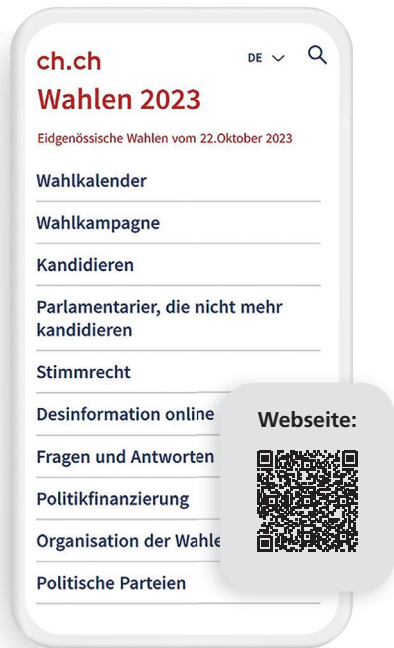 ch.ch
DE
Wahlen 2023
Eidgenössische Wahlen vom 22.Oktober 2023
Wahlkalender
Wahlkampagne
Kandidieren
Parlamentarier, die nicht mehr
kandidieren
Stimmrecht
Desinformation online
Webseite:
Fragen und Antworten
Politikfinanzierung
Organisation der Wahle
Politische Parteien